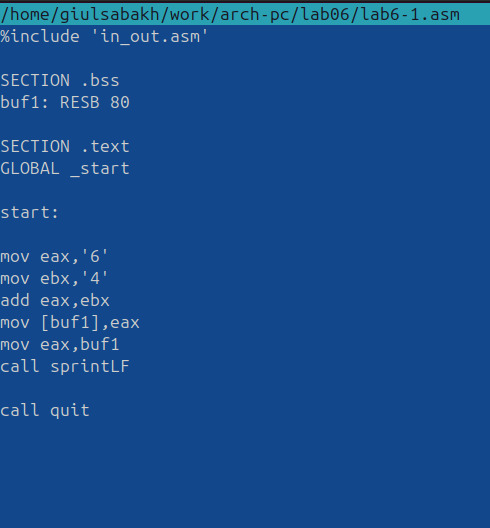 /home/giulsabakh/work/arch-pc/lab06/lab6-1.asm
%include 'in_out.asm'
SECTION .bss
buf1: RESB 80
SECTION .text
GLOBAL _start
start:
mov eax,'6'
mov ebx,'4'
add eax,ebx
mov [buf1],eax
mov eax,buf1
call sprintLF
call quit